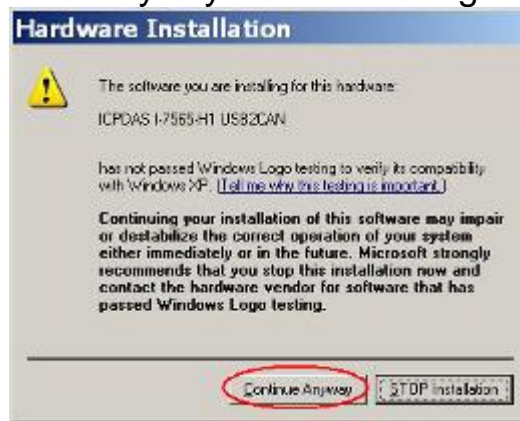 Hardware Installation
The software you are installing for this hardware:
ICPDAS I-7565-H1 USB2CAN
has not passed Windows Logo testing to verify its compatibility
with Windows XP. (Tell me why this testing is important.)
Continuing your installation of this software may impair
or destabilize the correct operation of your system
either immediately or in the future. Microsoft strongly
recommends that you stop this installation now and
contact the hardware vendor for software that has
passed Windows Logo testing.
Continue Anyway
STOP Installation